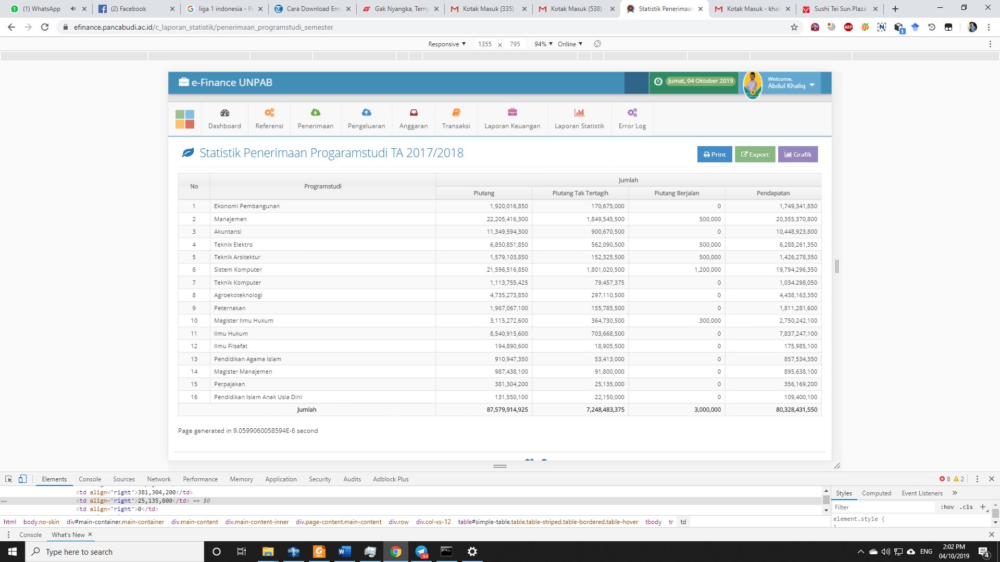 (1) WhatsApp
(2) Facebook
liga 1 indonesia - Pe
Cara Download Emu
Gak Nyangka, Terny
Kotak Masuk (335) -
Kotak Masuk (538) -
Statistik Penerimaan
Kotak Masuk - khali
Sushi Tei Sun Plaza
efinance.pancabudi.ac.id/c_laporan_statistik/penerimaan_programstudi_semester
ABP
1
Responsive ▼ 1355 x 795 94% ▼ Online ▼
e-Finance UNPAB
Jumat, 04 Oktober 2019
Welcome,
Abdul Khaliq
Dashboard
Referensi
Penerimaan
Pengeluaran
Anggaran
Transaksi
Laporan Keuangan
Laporan Statistik
Error Log
Statistik Penerimaan Progaramstudi TA 2017/2018
Print
Export
Grafik
No Programstudi Jumlah
Piutang Piutang Tak Tertagih Piutang Berjalan Pendapatan
1 Ekonomi Pembangunan 1,920,016,850 170,675,000 0 1,749,341,850
2 Manajemen 22,205,416,300 1,849,545,500 500,000 20,355,370,800
3 Akuntansi 11,349,594,300 900,670,500 0 10,448,923,800
4 Teknik Elektro 6,850,851,850 562,090,500 500,000 6,288,261,350
5 Teknik Arsitektur 1,579,103,850 152,325,500 500,000 1,426,278,350
6 Sistem Komputer 21,596,516,850 1,801,020,500 1,200,000 19,794,296,350
7 Teknik Komputer 1,113,755,425 79,457,375 0 1,034,298,050
8 Agroekoteknologi 4,735,273,850 297,110,500 0 4,438,163,350
9 Peternakan 1,967,067,100 155,785,500 0 1,811,281,600
10 Magister Ilmu Hukum 3,115,272,600 364,730,500 300,000 2,750,242,100
11 Ilmu Hukum 8,540,915,600 703,668,500 0 7,837,247,100
12 Ilmu Filsafat 194,890,600 18,905,500 0 175,985,100
13 Pendidikan Agama Islam 910,947,350 53,413,000 0 857,534,350
14 Magister Manajemen 987,438,100 91,800,000 0 895,638,100
15 Perpajakan 381,304,200 25,135,000 0 356,169,200
16 Pendidikan Islam Anak Usia Dini 131,550,100 22,150,000 0 109,400,100
Jumlah 87,579,914,925 7,248,483,375 3,000,000 80,328,431,550
Page generated in 9.0599060058594E-6 second
Elements Console Sources Network Performance Memory Application Security Audits Adblock Plus 8 2
<td align="right">381,304,200</td>
... <td align="right">25,135,000</td> == $0
<td align="right">0</td>
Styles Computed Event Listeners »
Filter :hov .cls +
element.style {
html body.no-skin div#main-container.main-container div.main-content div.main-content-inner div.page-content.main-content div.row div.col-xs-12 table#simple-table.table.table-striped.table-bordered.table-hover tbody tr td
Console What's New ×
Type here to search
94
ENG
2:02 PM
04/10/2019
4